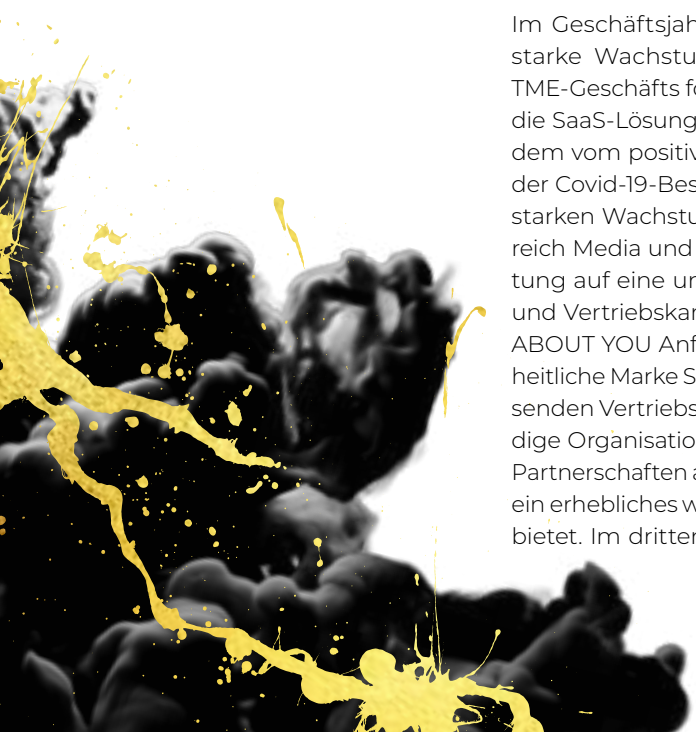 Im Geschäftsjah
starke Wachstu
TME-Geschäfts fo
die SaaS-Lösung
dem vom positiv
der Covid-19-Bes
starken Wachstu
reich Media und
tung auf eine un
und Vertriebskan
ABOUT YOU Anf
heitliche Marke S
senden Vertriebs
dige Organisatio
Partnerschaften a
ein erhebliches w
bietet. Im dritten